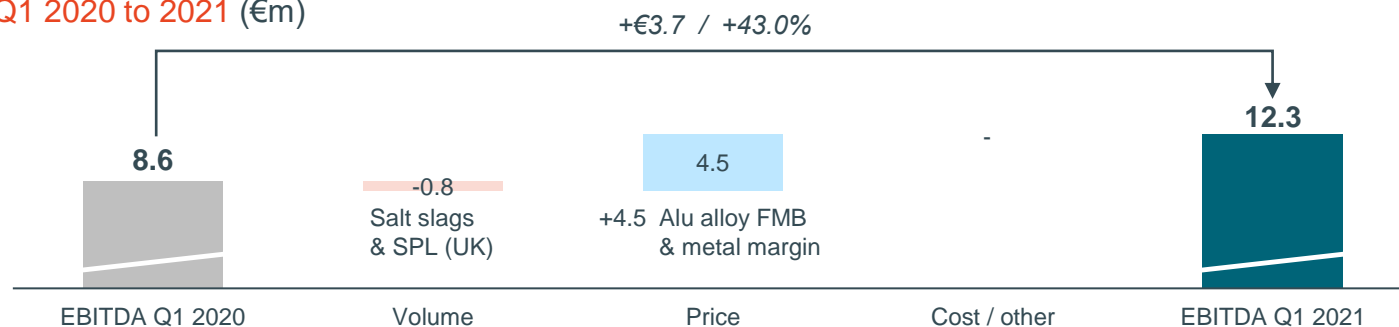 Q1 2020 to 2021 (€m)
+€3.7 / +43.0%
12.3
8.6
4.5
-
-0.8
Salt slags
& SPL (UK)
+4.5 Alu alloy FMB
& metal margin
EBITDA Q1 2020
Volume
Price
Cost / other
EBITDA Q1 2021